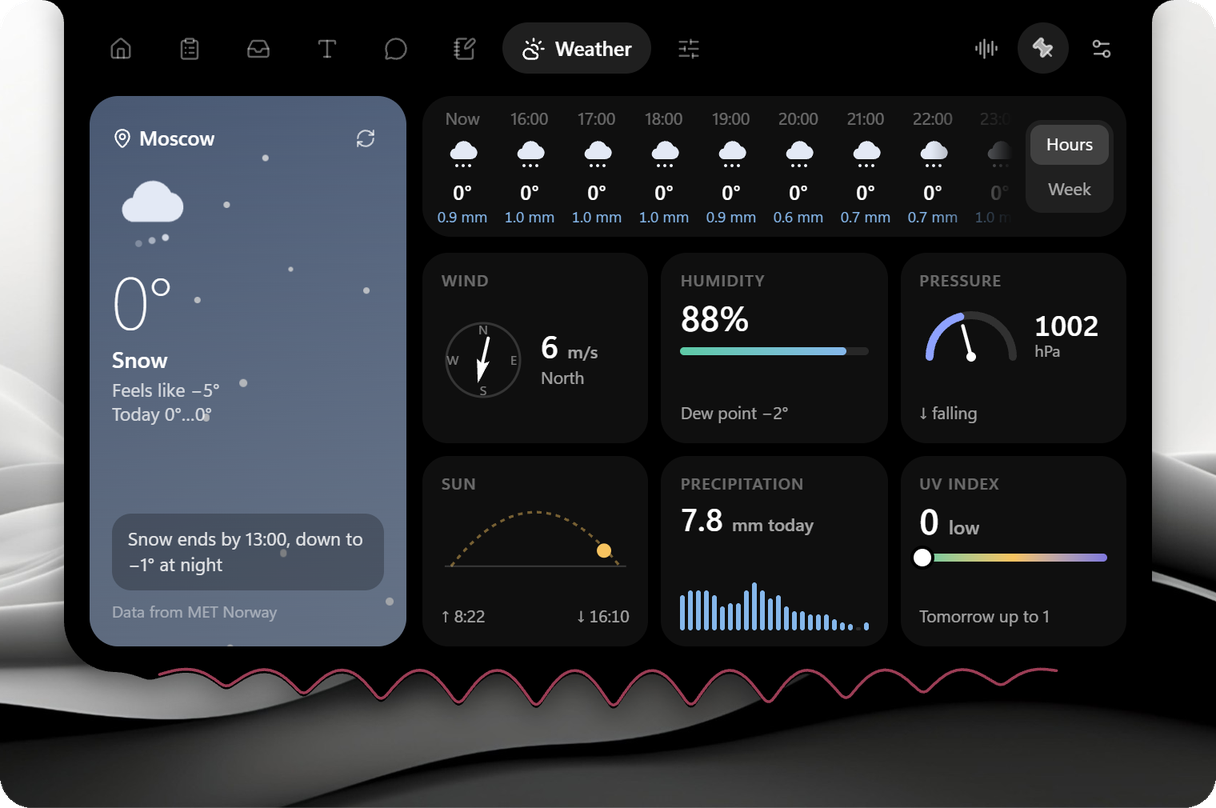 Weather
Moscow
0°
Snow
Feels like −5°
Today 0°...0°
Snow ends by 13:00, down to
−1° at night
Data from MET Norway
Now 16:00 17:00 18:00 19:00 20:00 21:00 22:00 23:0
0° 0° 0° 0° 0° 0° 0° 0° 0°
0.9 mm 1.0 mm 1.0 mm 1.0 mm 0.9 mm 0.6 mm 0.7 mm 0.7 mm 1.0 m
Hours
Week
WIND
N
W E
S
6 m/s
North
HUMIDITY
88%
Dew point −2°
PRESSURE
1002
hPa
↓ falling
SUN
↑ 8:22 ↓ 16:10
PRECIPITATION
7.8 mm today
UV INDEX
0 low
Tomorrow up to 1